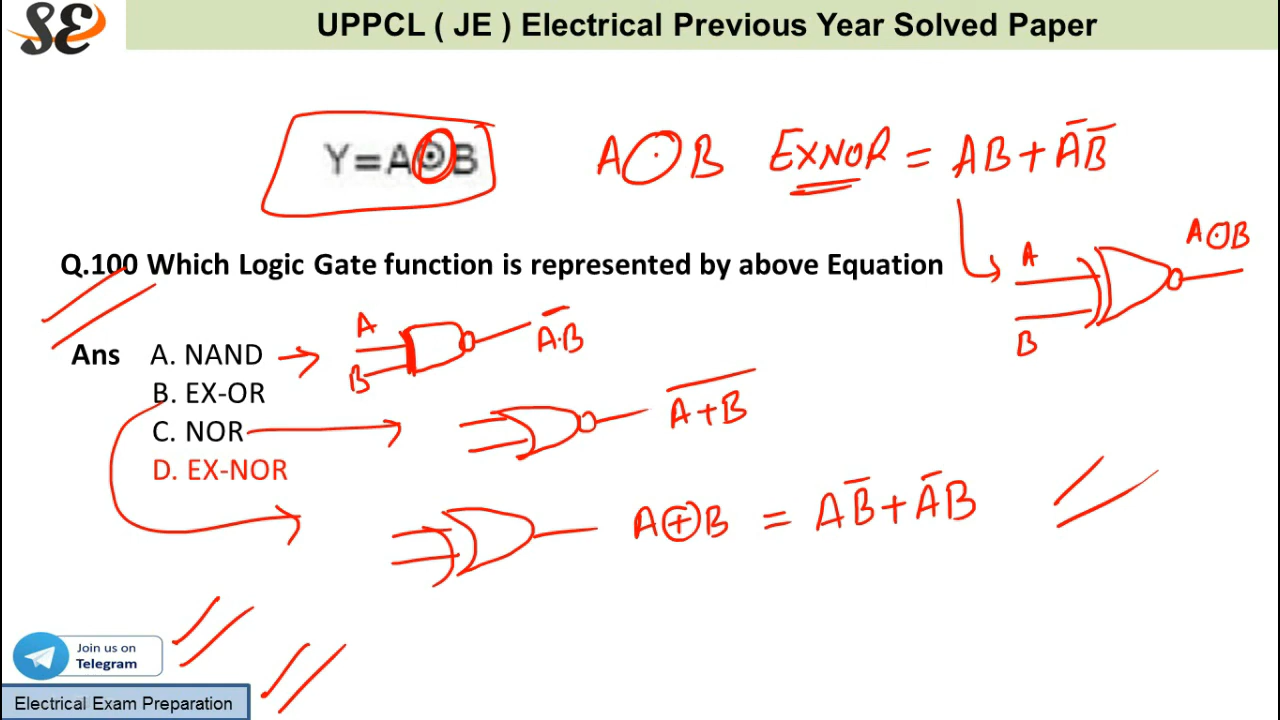 SE
UPPCL ( JE ) Electrical Previous Year Solved Paper
Y=A⊙B
A⊙B EXNOR = AB + A̅B̅
A⊙B
Q.100 Which Logic Gate function is represented by above Equation
A
B
Ans A. NAND
A
B
A̅·B
B. EX-OR
C. NOR
A̅ ̅+̅ ̅B̅
D. EX-NOR
A⊕B = AB̅ + A̅B
Join us on
Telegram
Electrical Exam Preparation